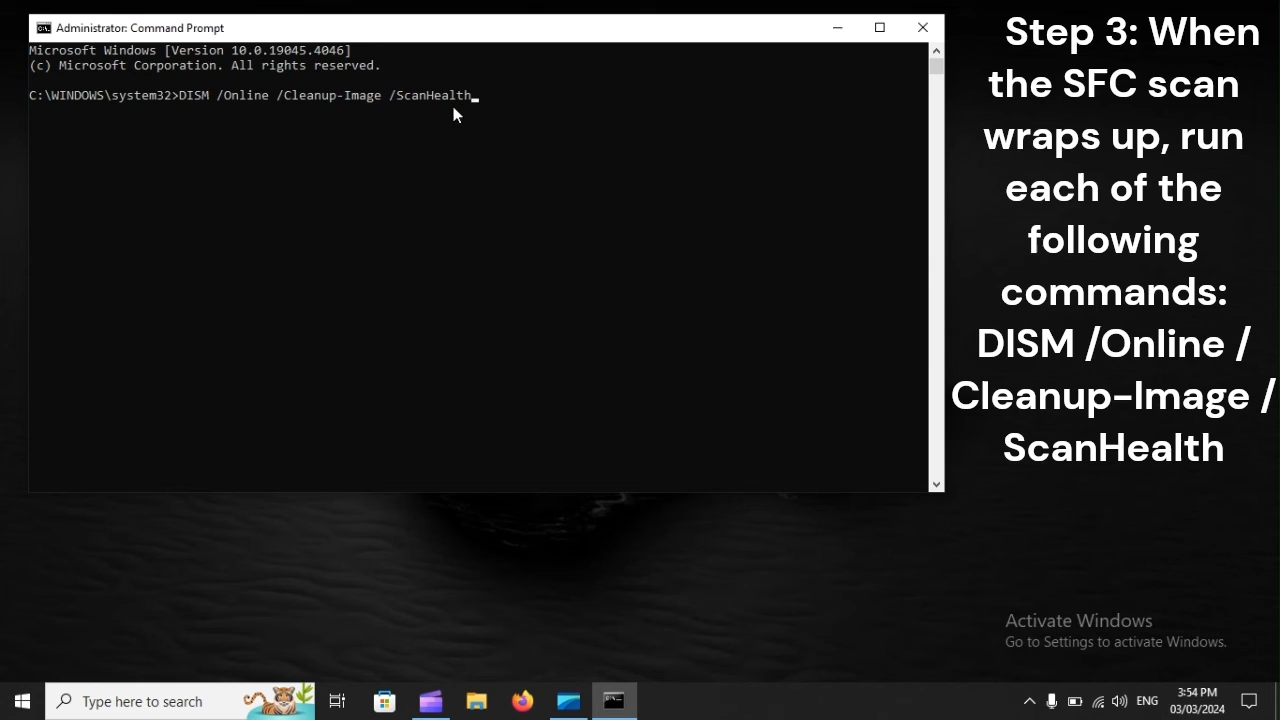 Administrator: Command Prompt
Microsoft Windows [Version 10.0.19045.4046]
(c) Microsoft Corporation. All rights reserved.
C:\WINDOWS\system32>DISM /Online /Cleanup-Image /ScanHealth
Step 3: When
the SFC scan
wraps up, run
each of the
following
commands:
DISM /Online /
Cleanup-Image /
ScanHealth
Activate Windows
Go to Settings to activate Windows.
Type here to search
ENG
3:54 PM
03/03/2024